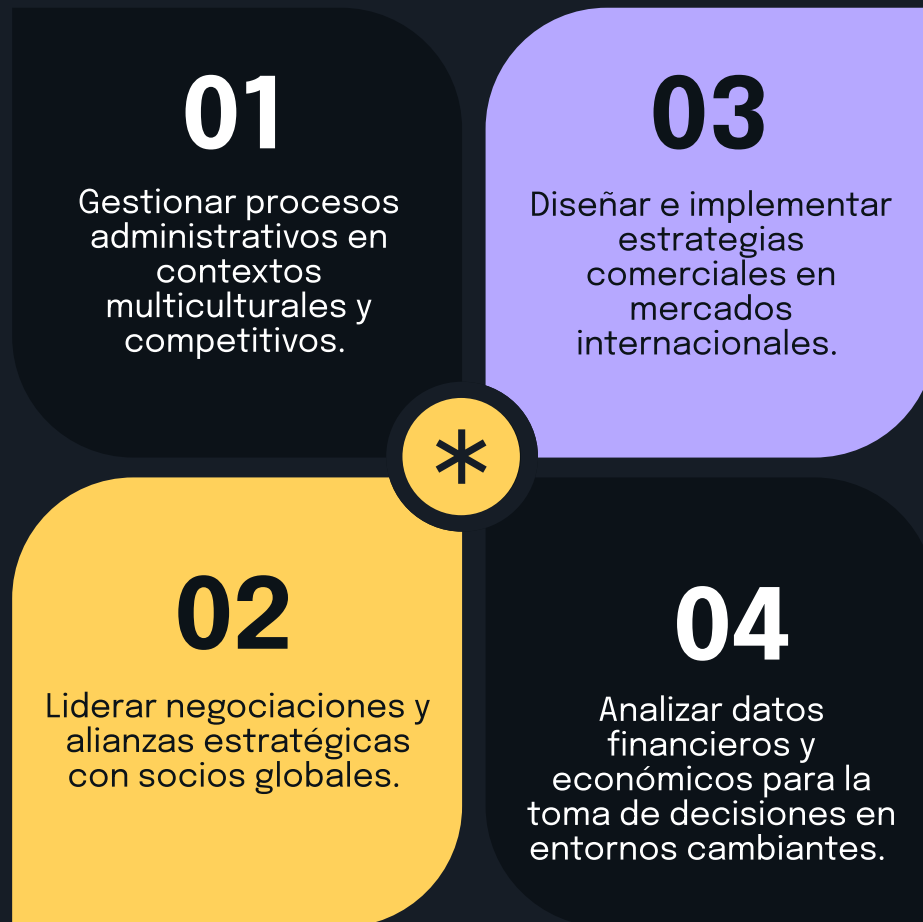 01
Gestionar procesos
administrativos en
contextos
multiculturales y
competitivos.
02
Liderar negociaciones y
alianzas estratégicas
con socios globales.
03
Diseñar e implementar
estrategias
comerciales en
mercados
internacionales.
04
Analizar datos
financieros y
económicos para la
toma de decisiones en
entornos cambiantes.